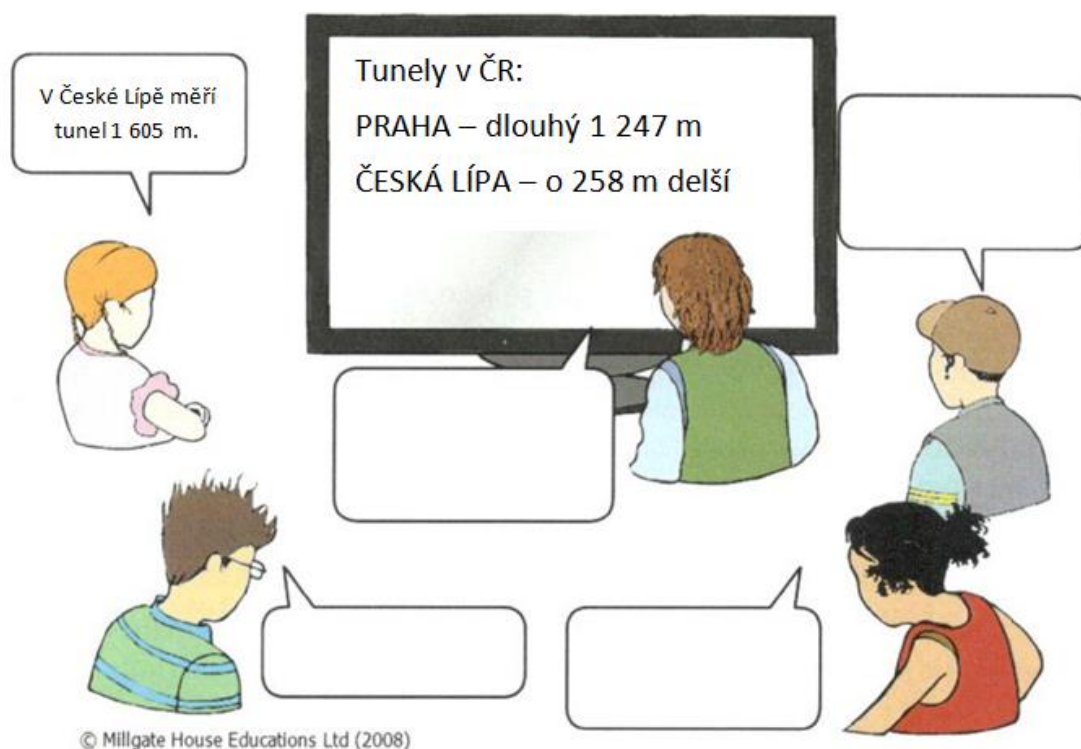 V České Lípě měří
tunel 1 605 m.
Tunely v ČR:
PRAHA – dlouhý 1 247 m
ČESKÁ LÍPA – o 258 m delší
© Millgate House Educations Ltd (2008)